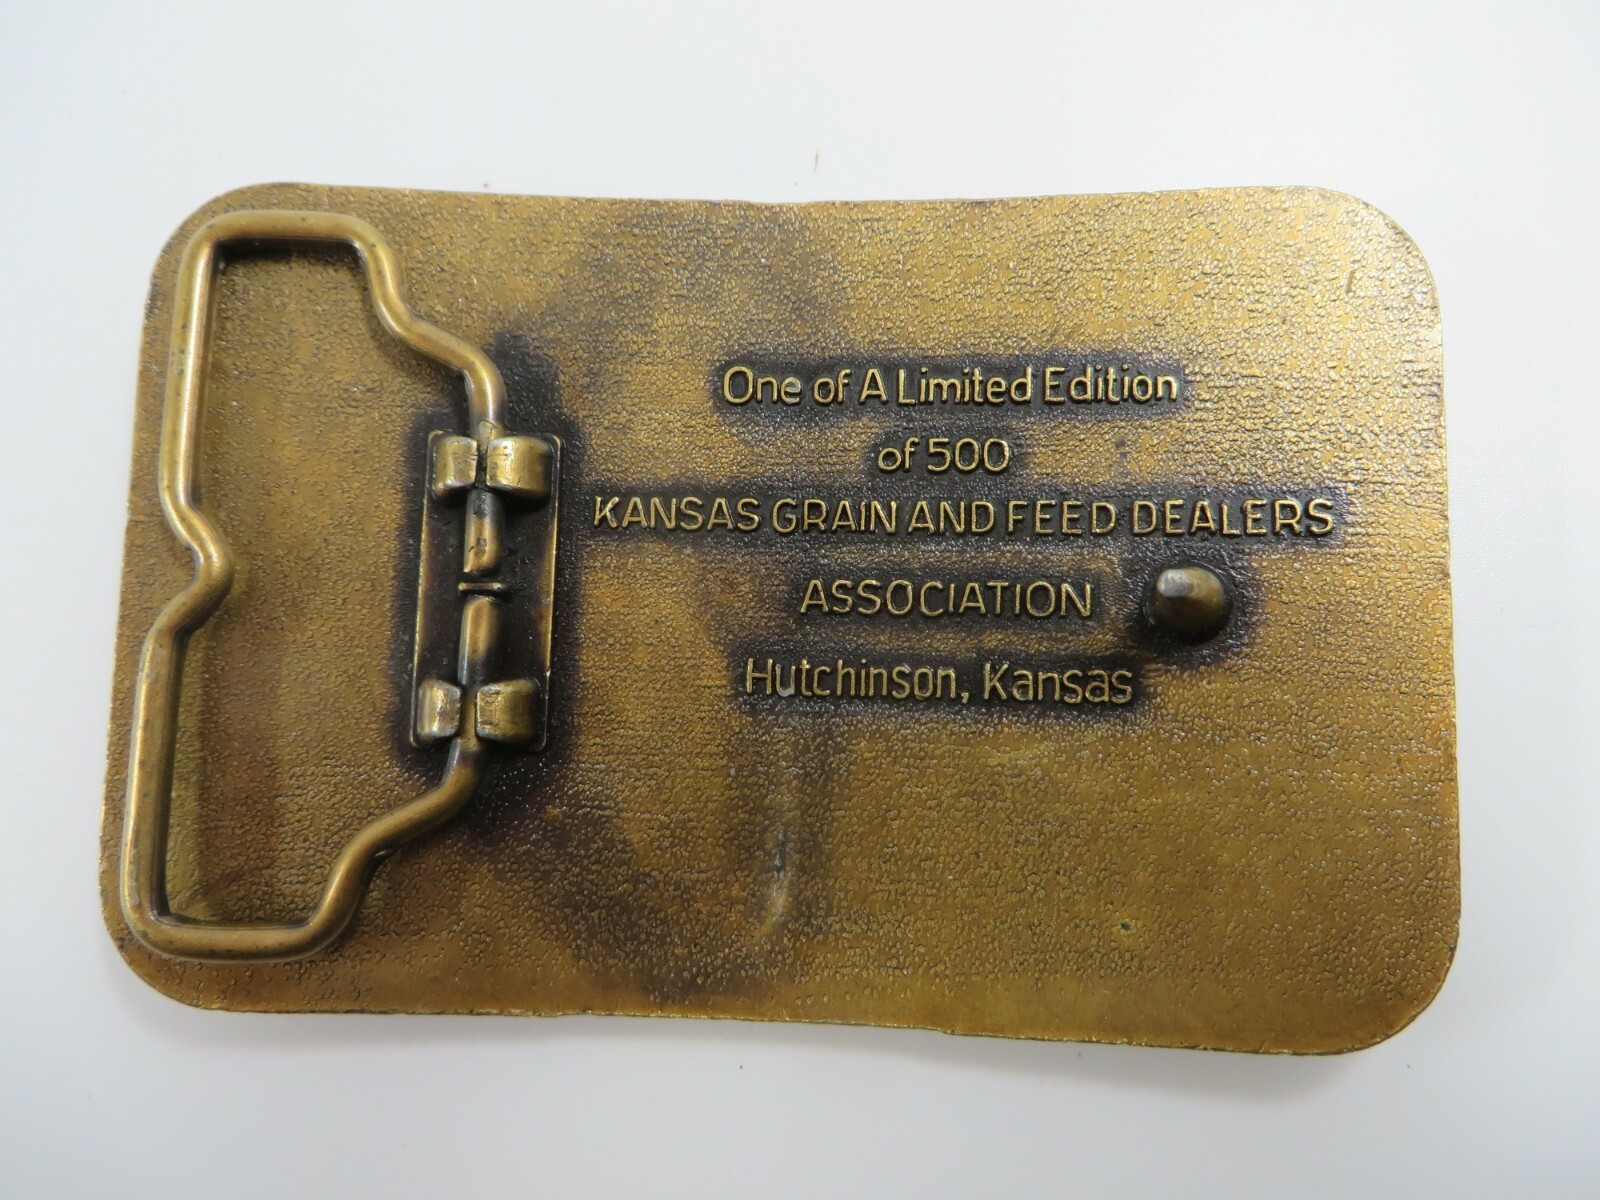 One of A Limited Edition
of 500
KANSAS GRAIN AND FEED DEALERS
ASSOCIATION
Hutchinson, Kansas